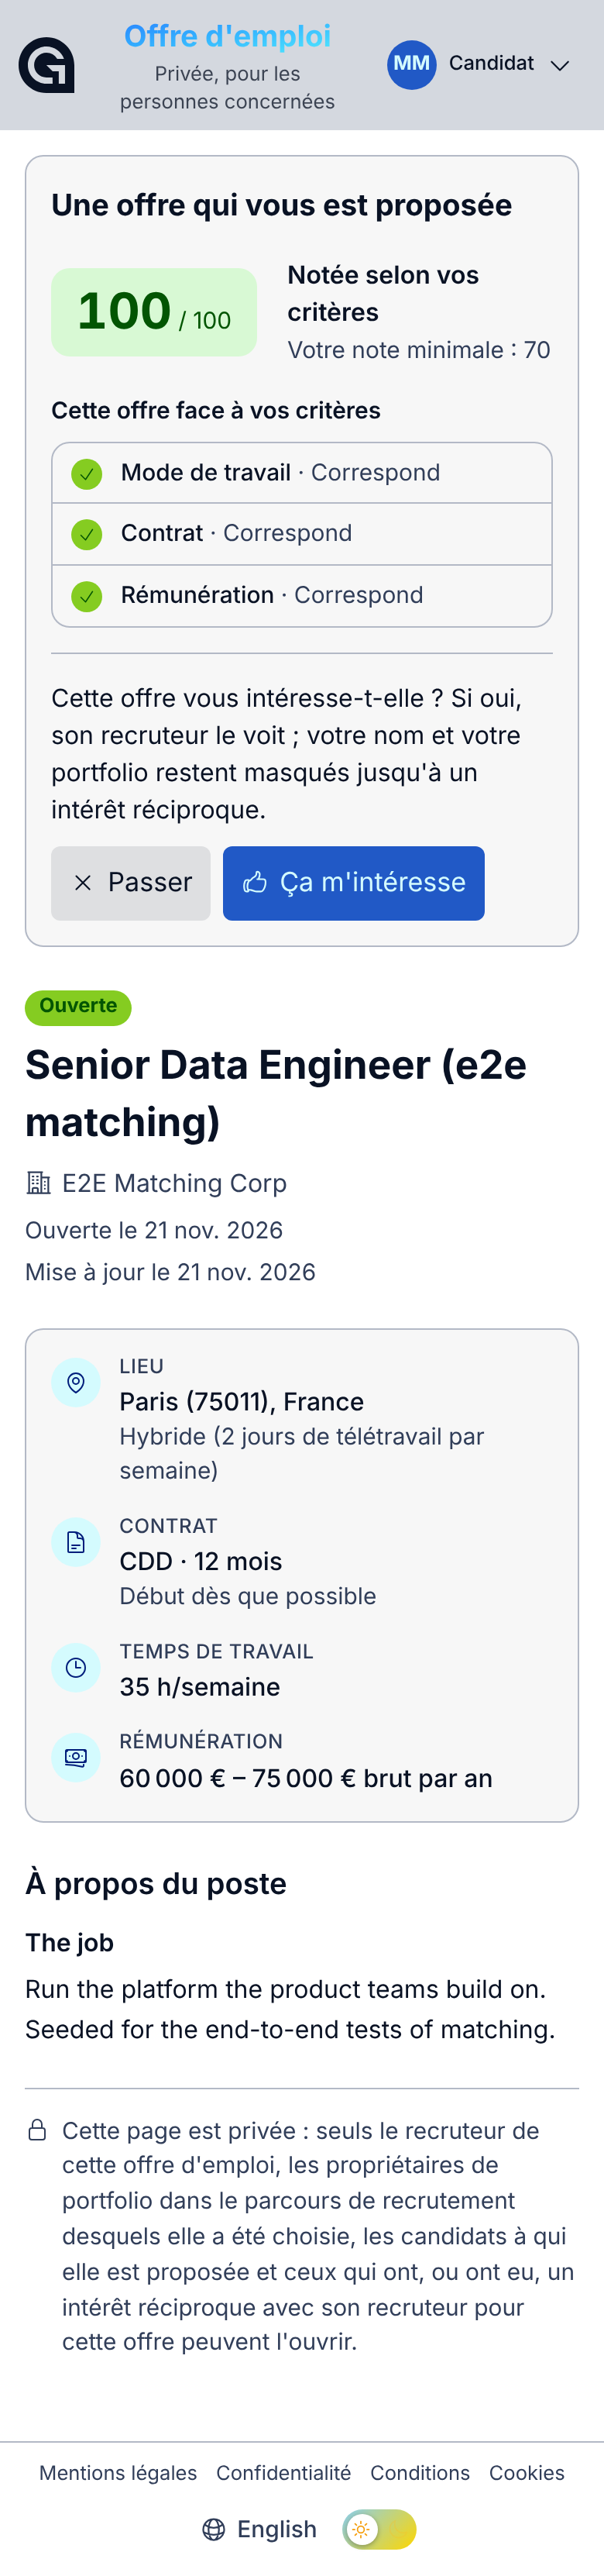 Offre d'emploi
Privée, pour les
personnes concernées
MM
Candidat
Une offre qui vous est proposée
100 / 100
Notée selon vos
critères
Votre note minimale : 70
Cette offre face à vos critères
Mode de travail · Correspond
Contrat · Correspond
Rémunération · Correspond
Cette offre vous intéresse-t-elle ? Si oui,
son recruteur le voit ; votre nom et votre
portfolio restent masqués jusqu'à un
intérêt réciproque.
Passer
Ça m'intéresse
Ouverte
Senior Data Engineer (e2e
matching)
E2E Matching Corp
Ouverte le 21 nov. 2026
Mise à jour le 21 nov. 2026
LIEU
Paris (75011), France
Hybride (2 jours de télétravail par
semaine)
CONTRAT
CDD · 12 mois
Début dès que possible
TEMPS DE TRAVAIL
35 h/semaine
RÉMUNÉRATION
60 000 € – 75 000 € brut par an
À propos du poste
The job
Run the platform the product teams build on.
Seeded for the end-to-end tests of matching.
Cette page est privée : seuls le recruteur de
cette offre d'emploi, les propriétaires de
portfolio dans le parcours de recrutement
desquels elle a été choisie, les candidats à qui
elle est proposée et ceux qui ont, ou ont eu, un
intérêt réciproque avec son recruteur pour
cette offre peuvent l'ouvrir.
Mentions légales
Confidentialité
Conditions
Cookies
English